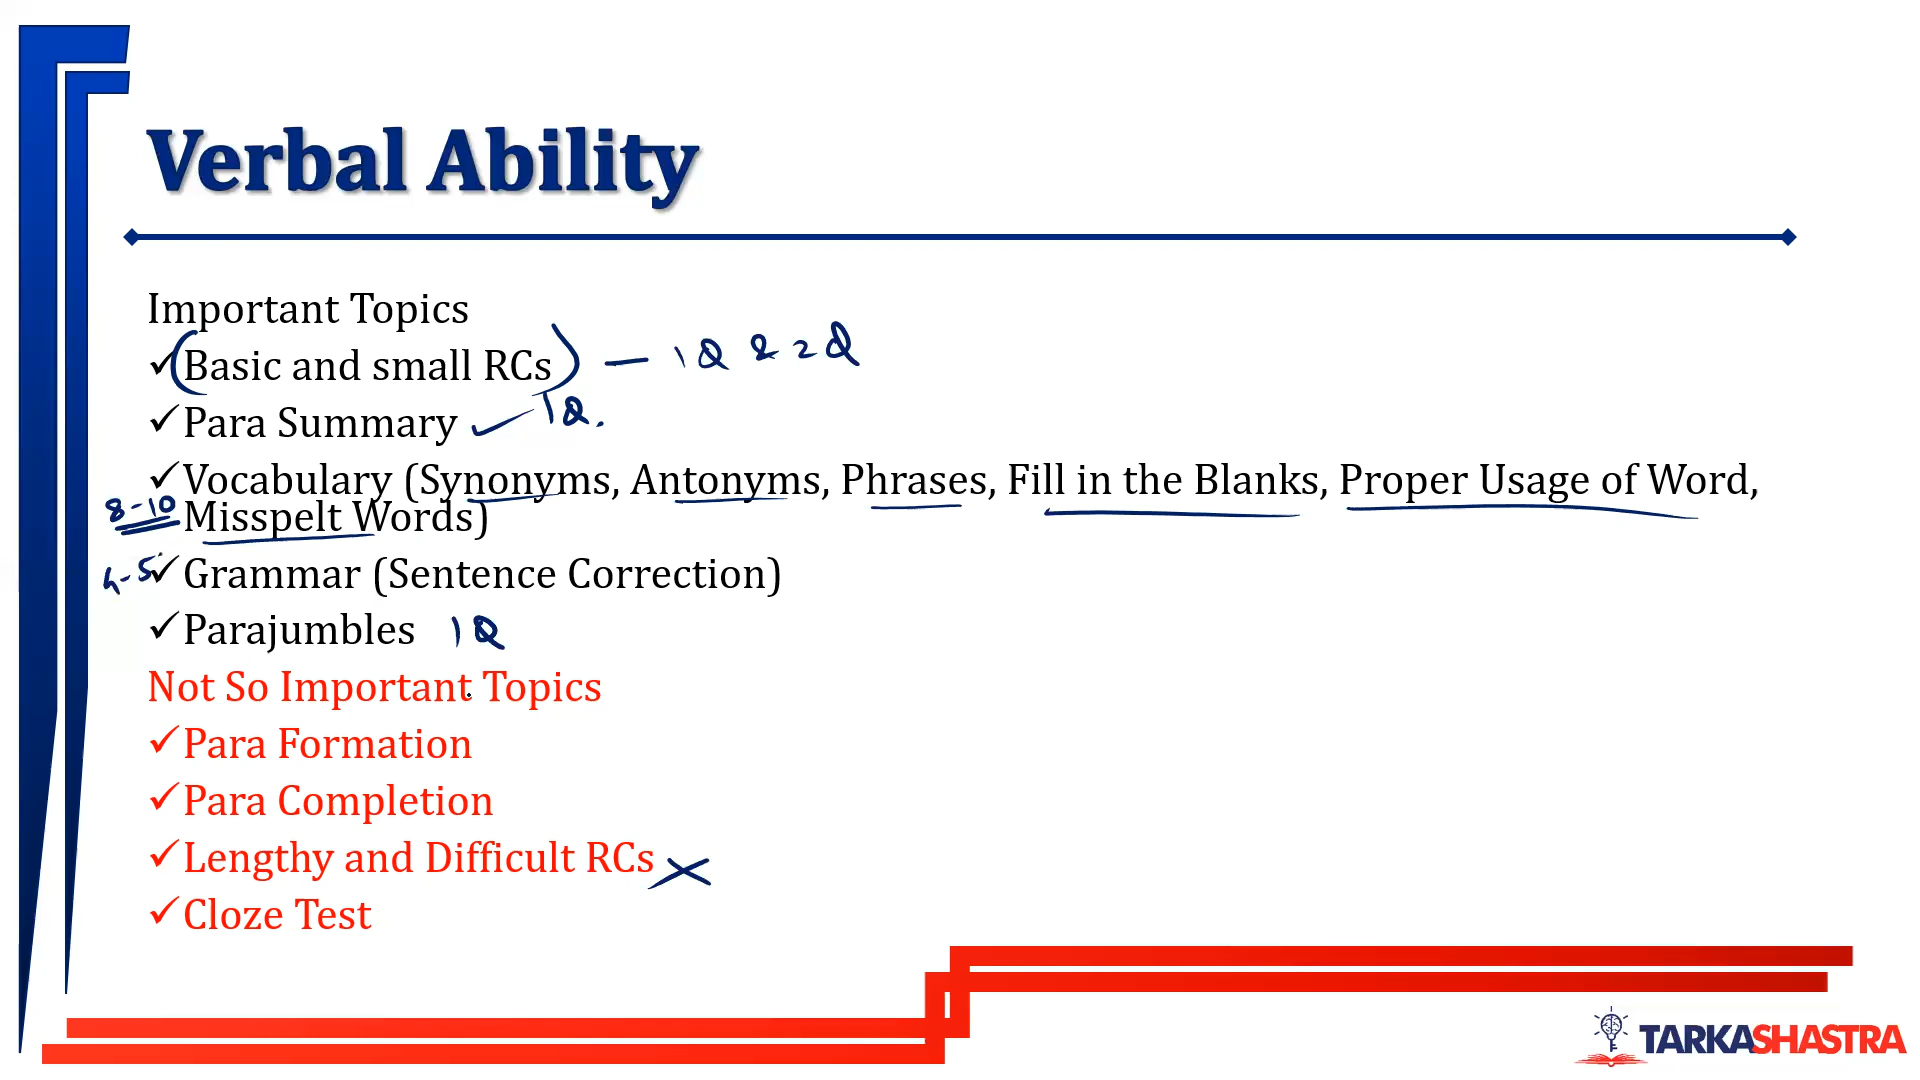 Verbal Ability
Important Topics
✓(Basic and small RCs) — 1Q & 2Q
✓Para Summary ✓ 1Q.
✓Vocabulary (Synonyms, Antonyms, Phrases, Fill in the Blanks, Proper Usage of Word,
8-10 Misspelt Words)
4-5 ✓Grammar (Sentence Correction)
✓Parajumbles 1Q
Not So Important Topics
✓Para Formation
✓Para Completion
✓Lengthy and Difficult RCs ×
✓Cloze Test
TARKASHASTRA